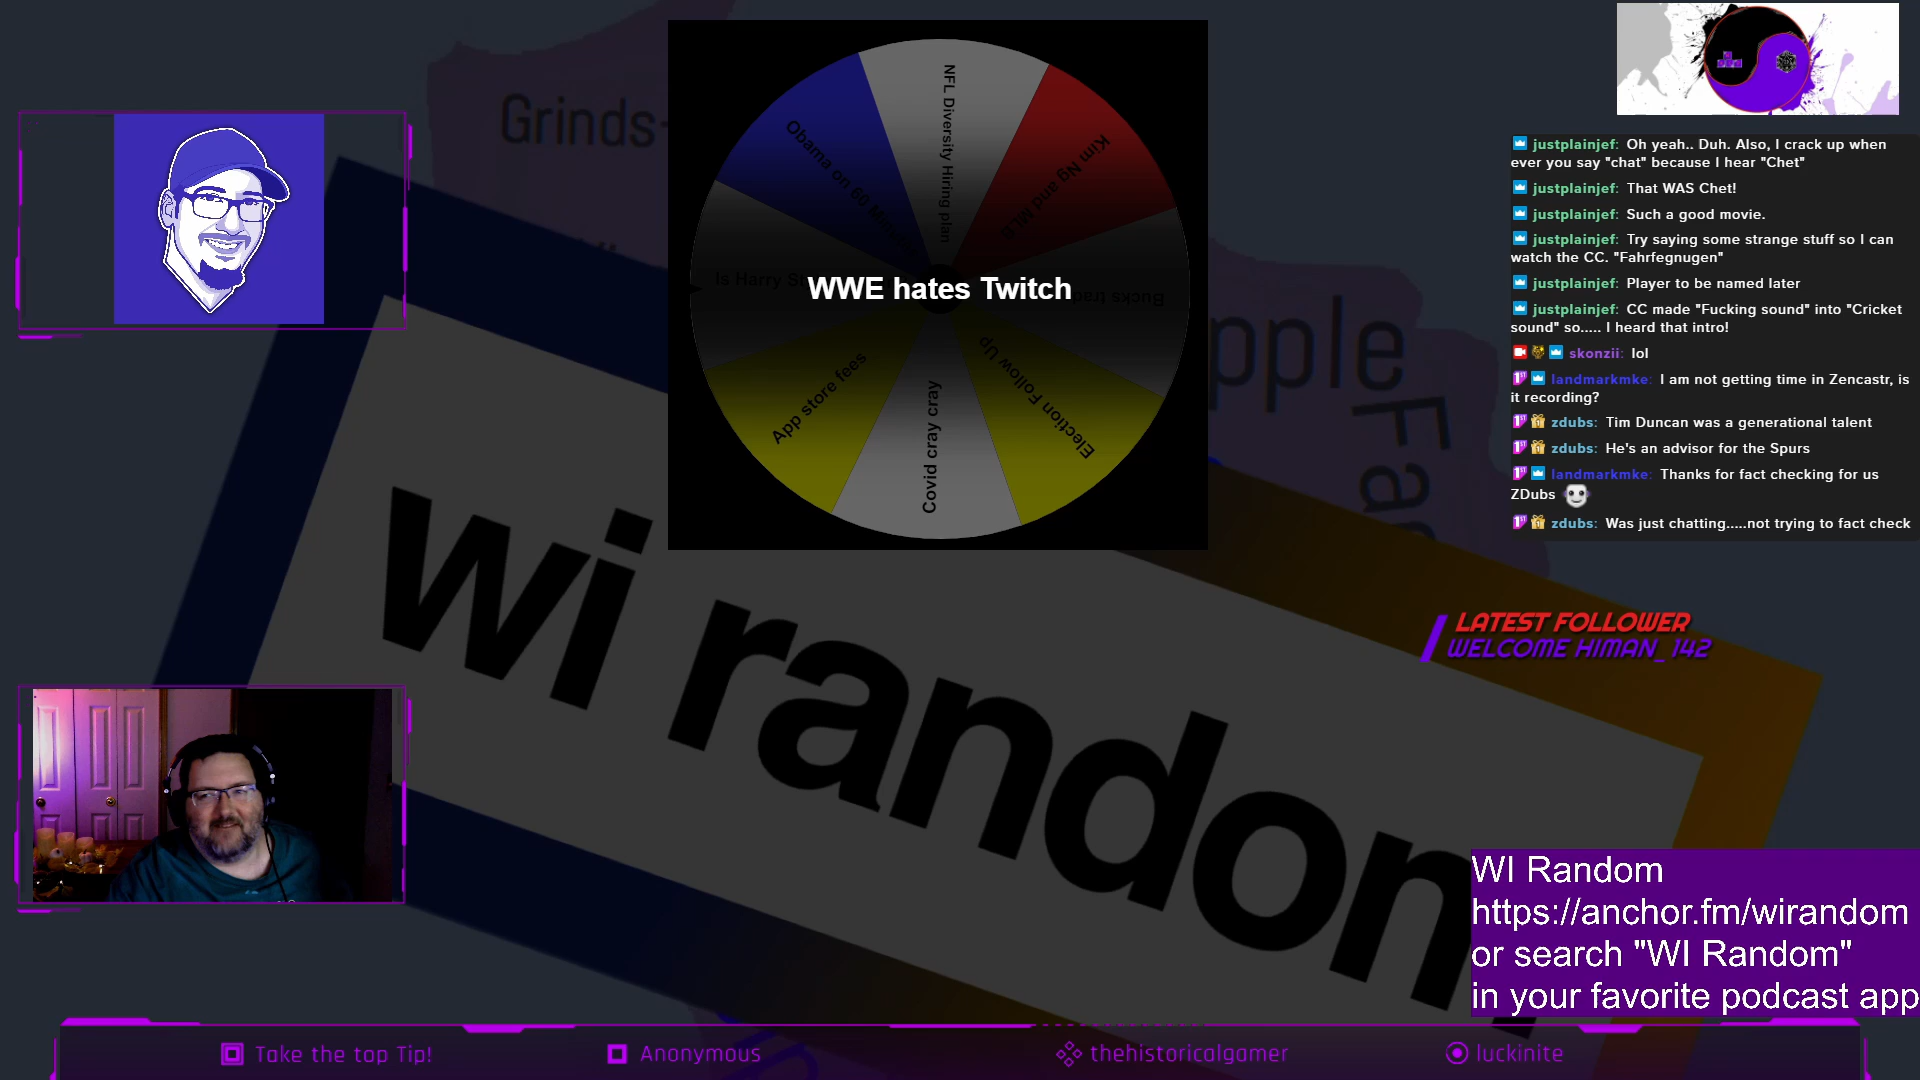 Grinds-
NFL Diversity Hiring plan
Obama on 60
Kim Ng and MLB
Is Harry
WWE hates Twitch
Bucks
App store fees
Covid cray cray
Election Follow Up
pple
wi random
justplainjef: Oh yeah.. Duh. Also, I crack up when
ever you say "chat" because I hear "Chet"
justplainjef: That WAS Chet!
justplainjef: Such a good movie.
justplainjef: Try saying some strange stuff so I can
watch the CC. "Fahrfegnugen"
justplainjef: Player to be named later
justplainjef: CC made "Fucking sound" into "Cricket
sound" so..... I heard that intro!
skonzii: lol
landmarkmke: I am not getting time in Zencastr, is
it recording?
zdubs: Tim Duncan was a generational talent
zdubs: He's an advisor for the Spurs
landmarkmke: Thanks for fact checking for us
ZDubs
zdubs: Was just chatting.....not trying to fact check
LATEST FOLLOWER
WELCOME HIMAN_142
WI Random
https://anchor.fm/wirandom
or search "WI Random"
in your favorite podcast app
Take the top Tip!
Anonymous
thehistoricalgamer
luckinite